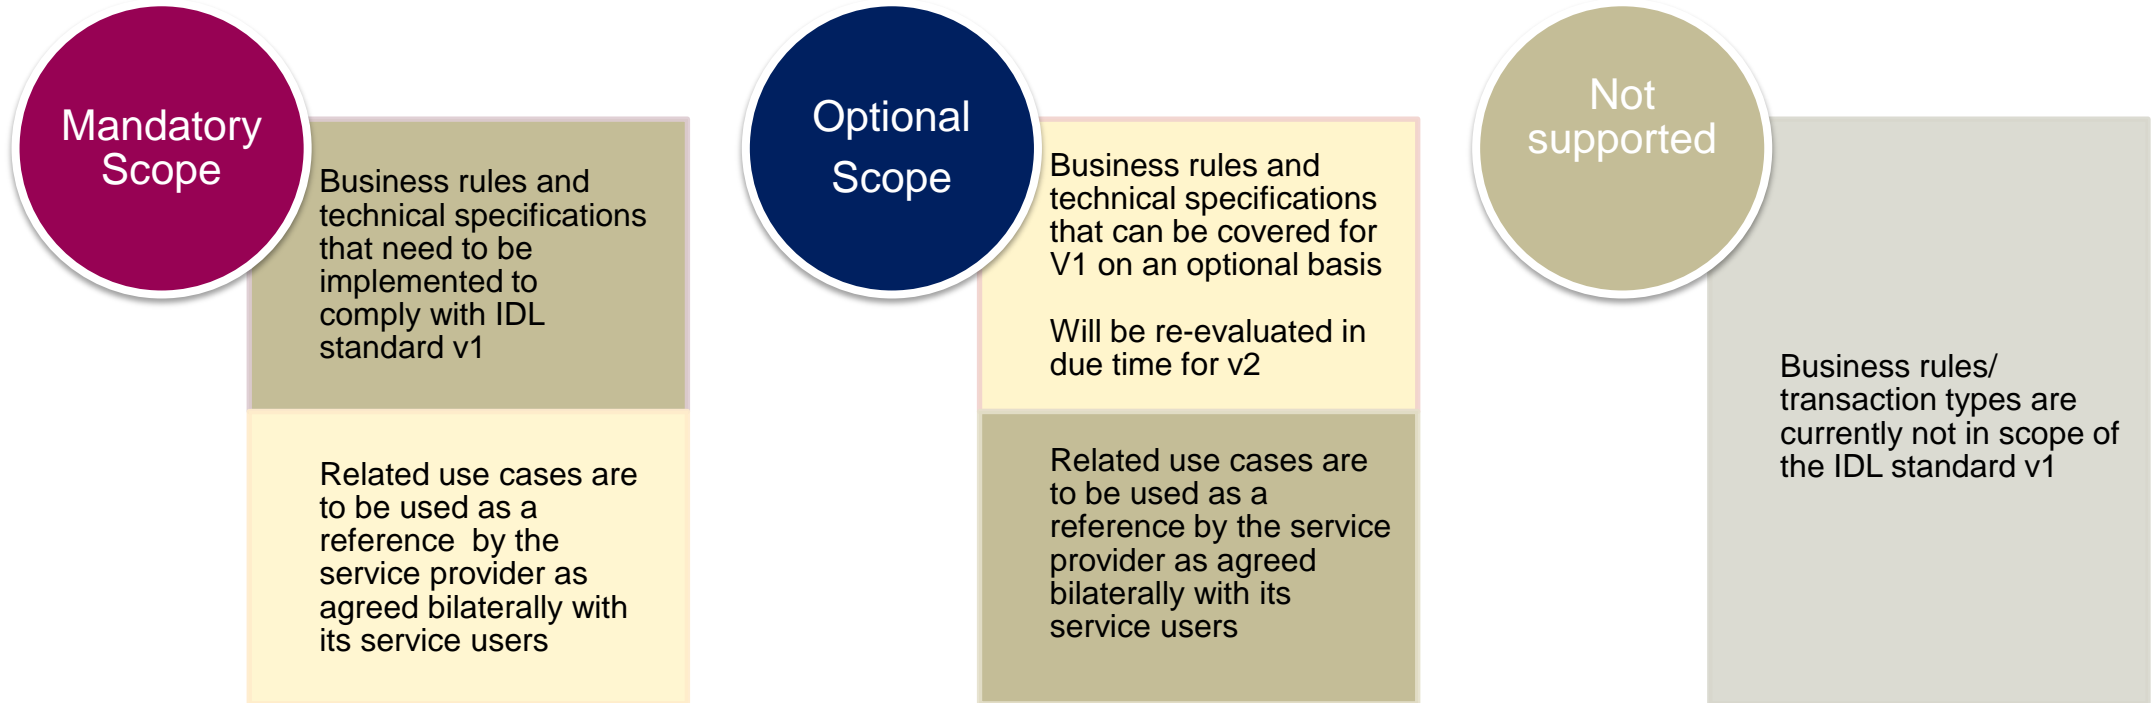 Mandatory
Scope
Business rules and
technical specifications
that need to be
implemented to
comply with IDL
standard v1
Related use cases are
to be used as a
reference  by the
service provider as
agreed bilaterally with
its service users
Optional
Scope
Business rules and
technical specifications
that can be covered for
V1 on an optional basis
Will be re-evaluated in
due time for v2
Related use cases are
to be used as a
reference by the service
provider as agreed
bilaterally with its
service users
Not
supported
Business rules/
transaction types are
currently not in scope of
the IDL standard v1